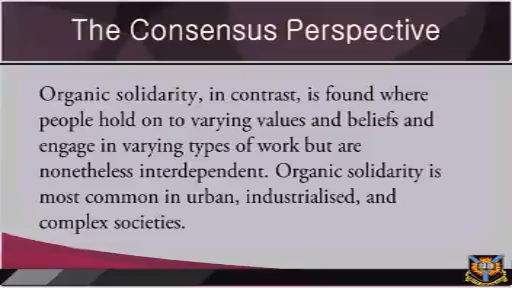 The Consensus Perspective
Organic solidarity, in contrast, is found where
people hold on to varying values and beliefs and
engage in varying types of work but are
nonetheless interdependent. Organic solidarity is
most common in urban, industrialised, and
complex societies.